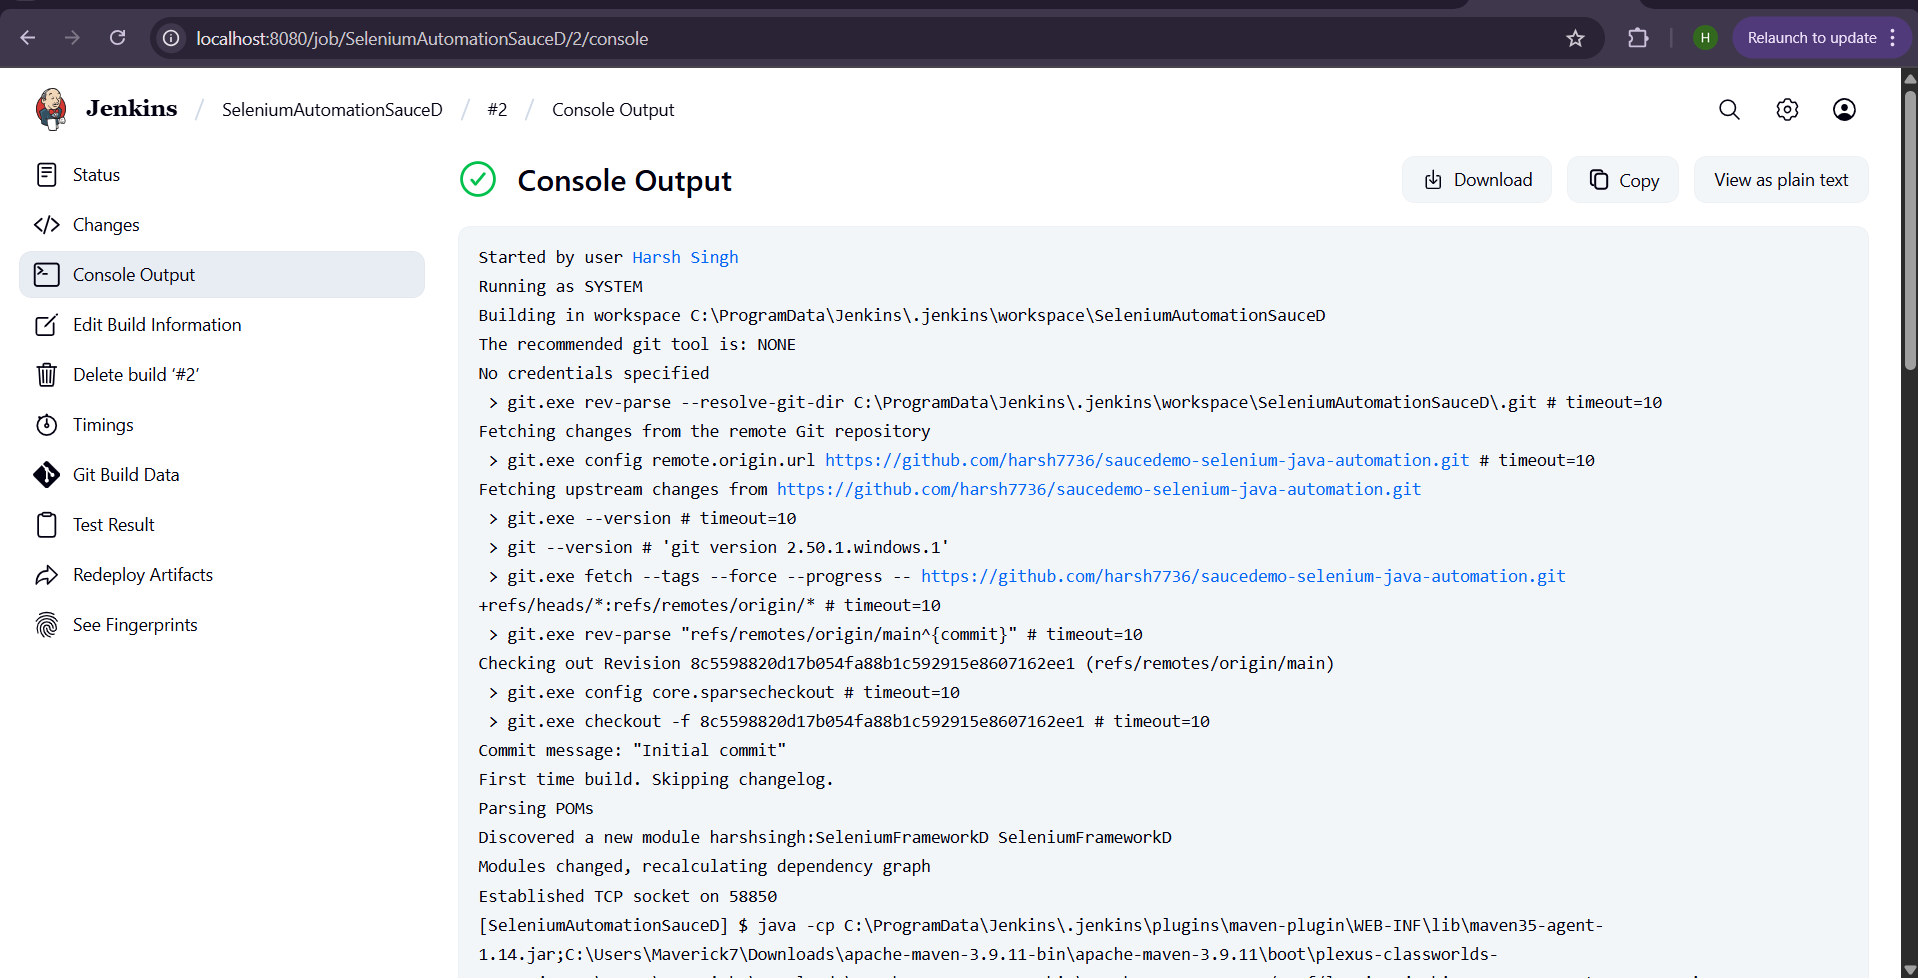 localhost:8080/job/SeleniumAutomationSauceD/2/console
H
Relaunch to update
Jenkins / SeleniumAutomationSauceD / #2 / Console Output
Status
Changes
Console Output
Edit Build Information
Delete build ‘#2’
Timings
Git Build Data
Test Result
Redeploy Artifacts
See Fingerprints
Console Output
Download
Copy
View as plain text
Started by user Harsh Singh
Running as SYSTEM
Building in workspace C:\ProgramData\Jenkins\.jenkins\workspace\SeleniumAutomationSauceD
The recommended git tool is: NONE
No credentials specified
> git.exe rev-parse --resolve-git-dir C:\ProgramData\Jenkins\.jenkins\workspace\SeleniumAutomationSauceD\.git # timeout=10
Fetching changes from the remote Git repository
> git.exe config remote.origin.url https://github.com/harsh7736/saucedemo-selenium-java-automation.git # timeout=10
Fetching upstream changes from https://github.com/harsh7736/saucedemo-selenium-java-automation.git
> git.exe --version # timeout=10
> git --version # 'git version 2.50.1.windows.1'
> git.exe fetch --tags --force --progress -- https://github.com/harsh7736/saucedemo-selenium-java-automation.git
+refs/heads/*:refs/remotes/origin/* # timeout=10
> git.exe rev-parse "refs/remotes/origin/main^{commit}" # timeout=10
Checking out Revision 8c5598820d17b054fa88b1c592915e8607162ee1 (refs/remotes/origin/main)
> git.exe config core.sparsecheckout # timeout=10
> git.exe checkout -f 8c5598820d17b054fa88b1c592915e8607162ee1 # timeout=10
Commit message: "Initial commit"
First time build. Skipping changelog.
Parsing POMs
Discovered a new module harshsingh:SeleniumFrameworkD SeleniumFrameworkD
Modules changed, recalculating dependency graph
Established TCP socket on 58850
[SeleniumAutomationSauceD] $ java -cp C:\ProgramData\Jenkins\.jenkins\plugins\maven-plugin\WEB-INF\lib\maven35-agent-
1.14.jar;C:\Users\Maverick7\Downloads\apache-maven-3.9.11-bin\apache-maven-3.9.11\boot\plexus-classworlds-